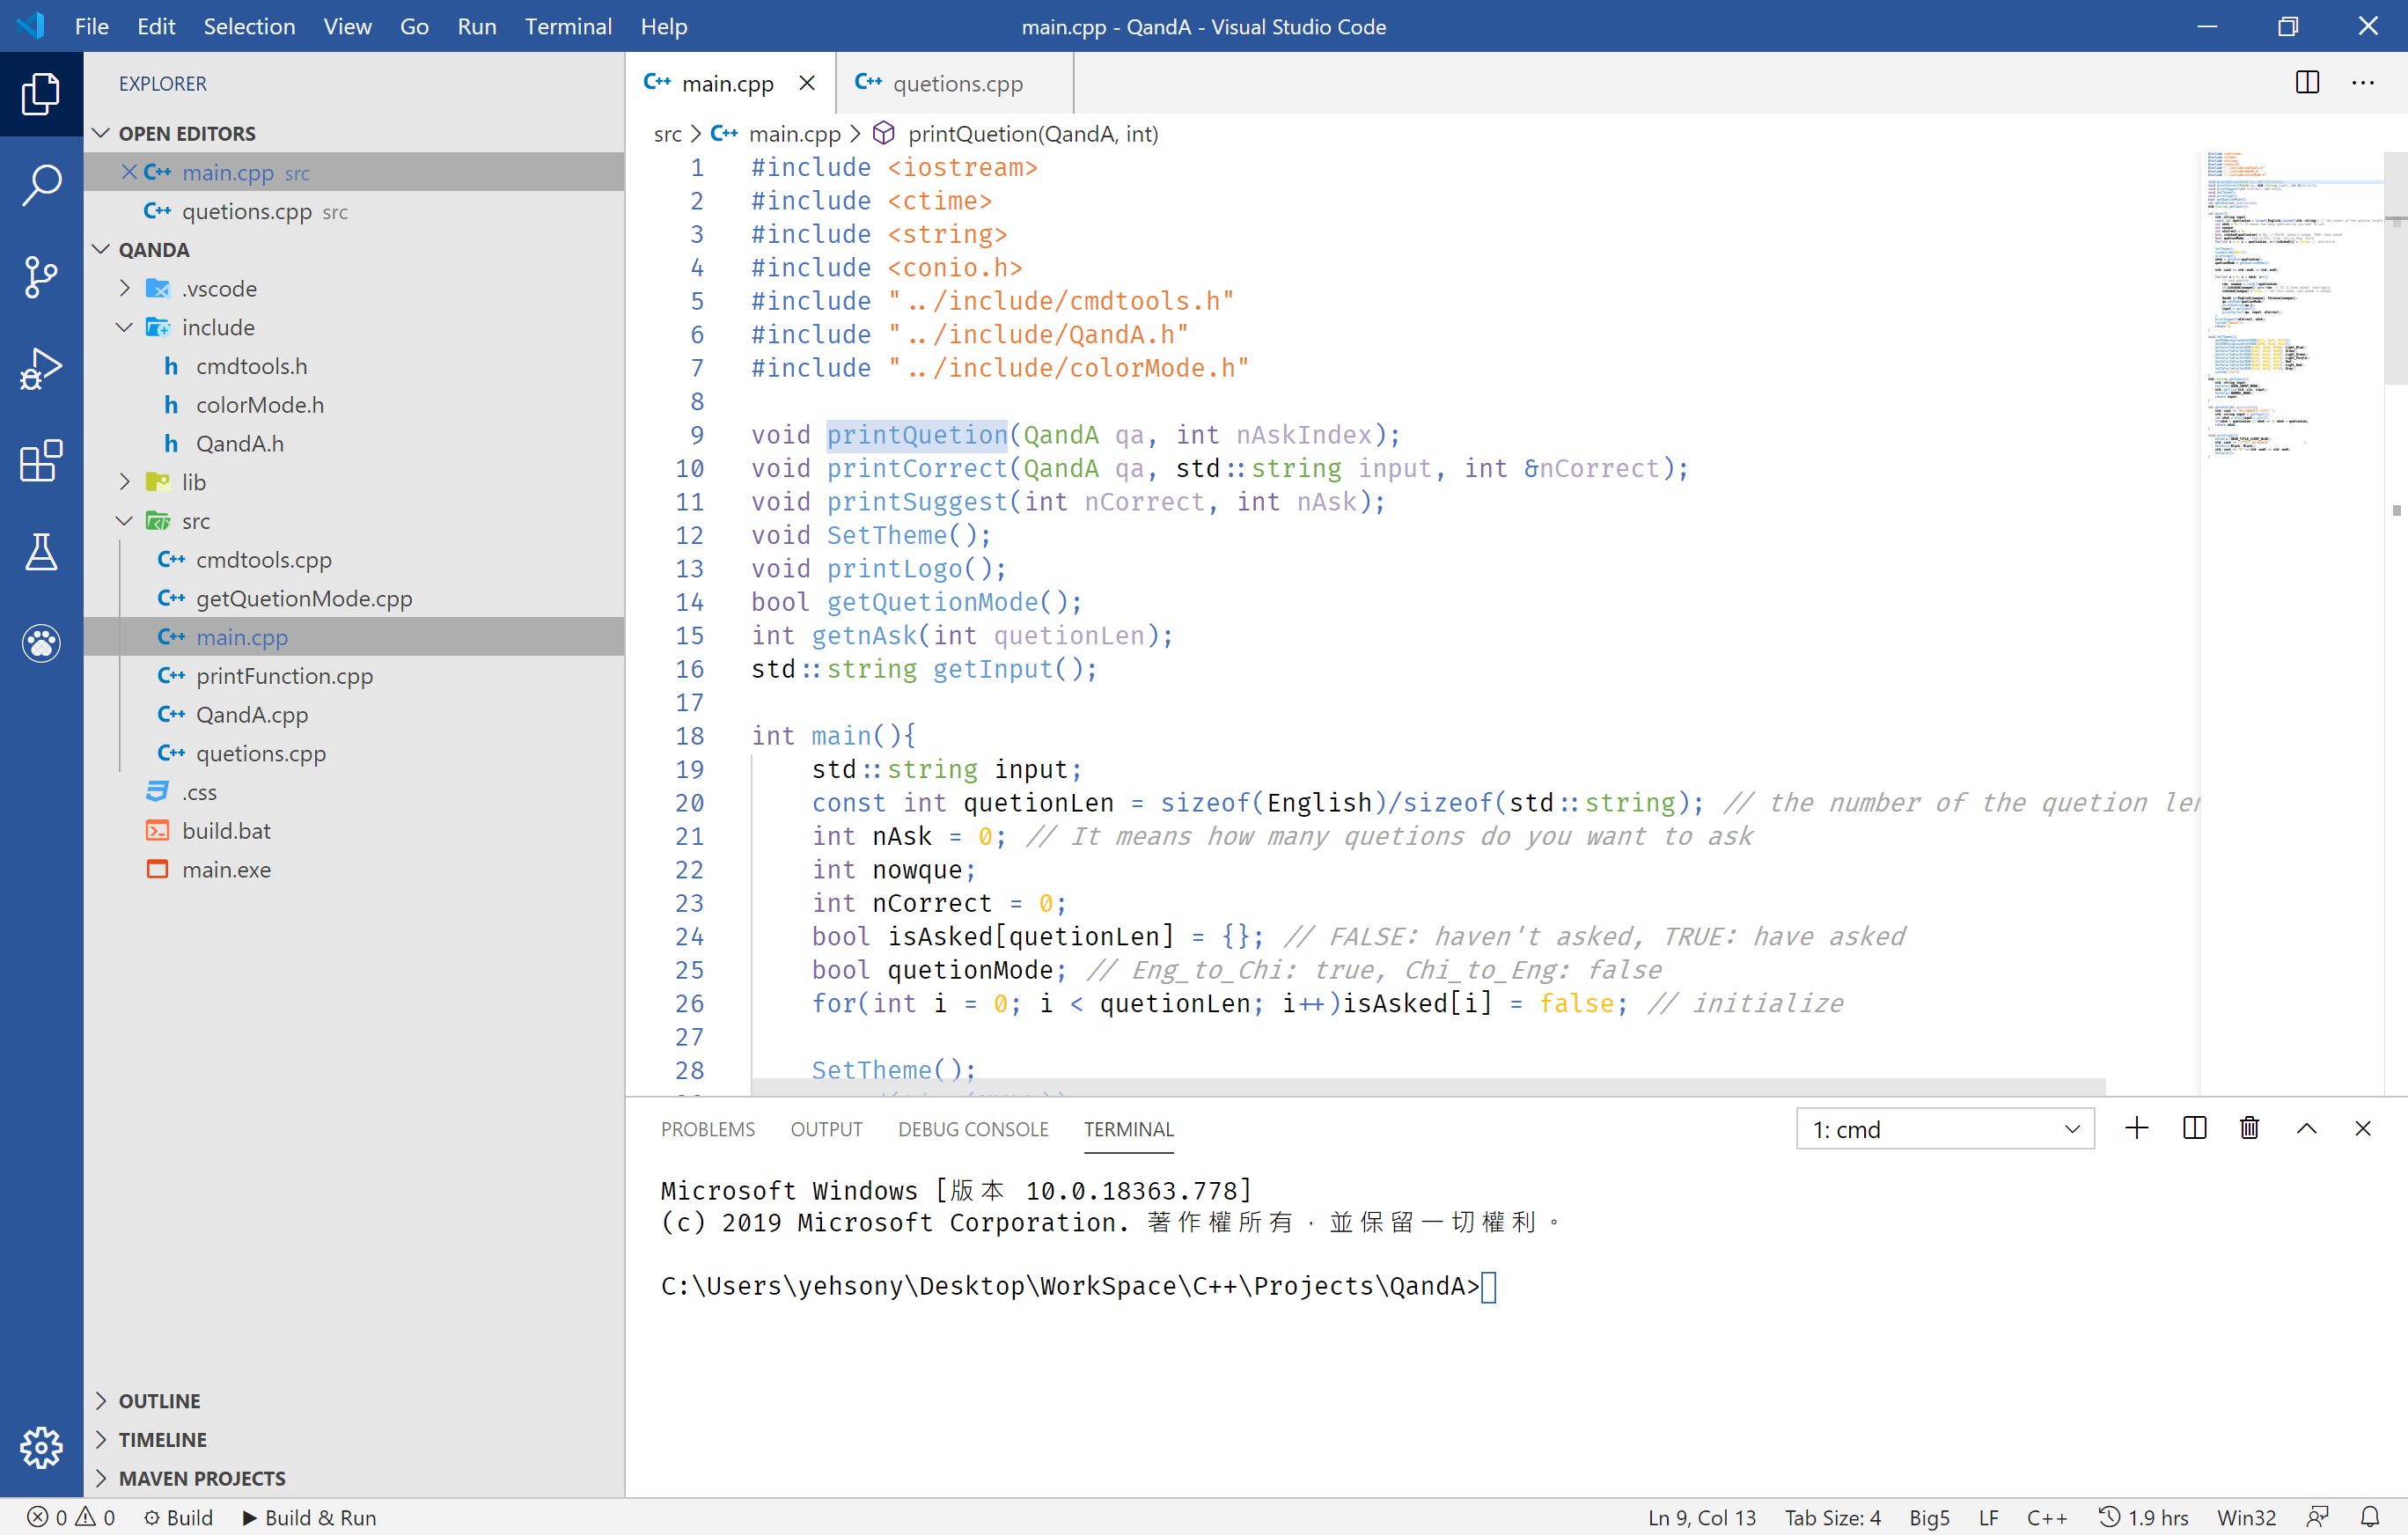 File Edit Selection View Go Run Terminal Help
main.cpp - QandA - Visual Studio Code
EXPLORER
OPEN EDITORS
main.cpp src
quetions.cpp src
QANDA
.vscode
include
cmdtools.h
colorMode.h
QandA.h
lib
src
cmdtools.cpp
getQuetionMode.cpp
main.cpp
printFunction.cpp
QandA.cpp
quetions.cpp
.css
build.bat
main.exe
OUTLINE
TIMELINE
MAVEN PROJECTS
main.cpp quetions.cpp
src > main.cpp > printQuetion(QandA, int)
1 #include <iostream>
2 #include <ctime>
3 #include <string>
4 #include <conio.h>
5 #include "../include/cmdtools.h"
6 #include "../include/QandA.h"
7 #include "../include/colorMode.h"
8
9 void printQuetion(QandA qa, int nAskIndex);
10 void printCorrect(QandA qa, std::string input, int &nCorrect);
11 void printSuggest(int nCorrect, int nAsk);
12 void SetTheme();
13 void printLogo();
14 bool getQuetionMode();
15 int getnAsk(int quetionLen);
16 std::string getInput();
17
18 int main(){
19 std::string input;
20 const int quetionLen = sizeof(English)/sizeof(std::string); // the number of the quetion len
21 int nAsk = 0; // It means how many quetions do you want to ask
22 int nowque;
23 int nCorrect = 0;
24 bool isAsked[quetionLen] = {}; // FALSE: haven't asked, TRUE: have asked
25 bool quetionMode; // Eng_to_Chi: true, Chi_to_Eng: false
26 for(int i = 0; i < quetionLen; i++)isAsked[i] = false; // initialize
27
28 SetTheme();
PROBLEMS OUTPUT DEBUG CONSOLE TERMINAL
1: cmd
Microsoft Windows [版本 10.0.18363.778]
(c) 2019 Microsoft Corporation. 著作權所有，並保留一切權利。
C:\Users\yehsony\Desktop\WorkSpace\C++\Projects\QandA>
0 0 Build Build & Run
Ln 9, Col 13 Tab Size: 4 Big5 LF C++ 1.9 hrs Win32